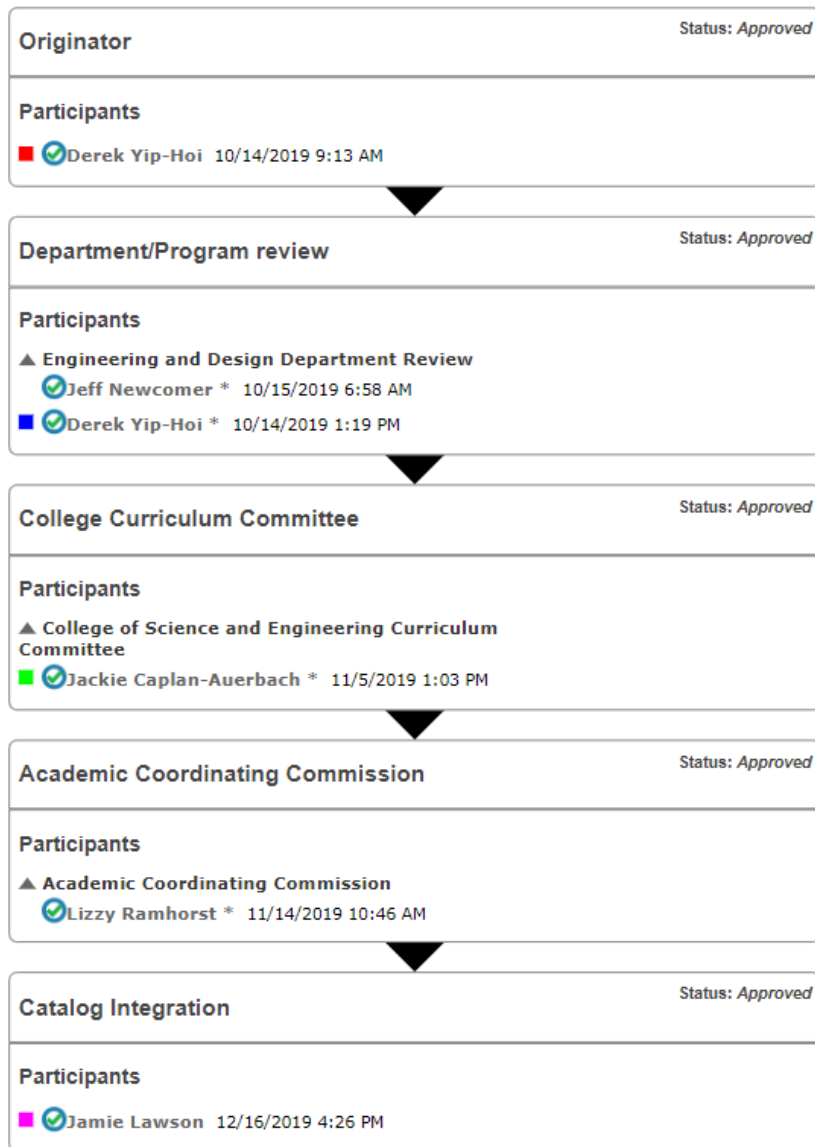 Originator
Status: Approved
Participants
Derek Yip-Hoi 10/14/2019 9:13 AM
Department/Program review
Status: Approved
Participants
Engineering and Design Department Review
Jeff Newcomer * 10/15/2019 6:58 AM
Derek Yip-Hoi * 10/14/2019 1:19 PM
College Curriculum Committee
Status: Approved
Participants
College of Science and Engineering Curriculum
Committee
Jackie Caplan-Auerbach * 11/5/2019 1:03 PM
Academic Coordinating Commission
Status: Approved
Participants
Academic Coordinating Commission
Lizzy Ramhorst * 11/14/2019 10:46 AM
Catalog Integration
Status: Approved
Participants
Jamie Lawson 12/16/2019 4:26 PM